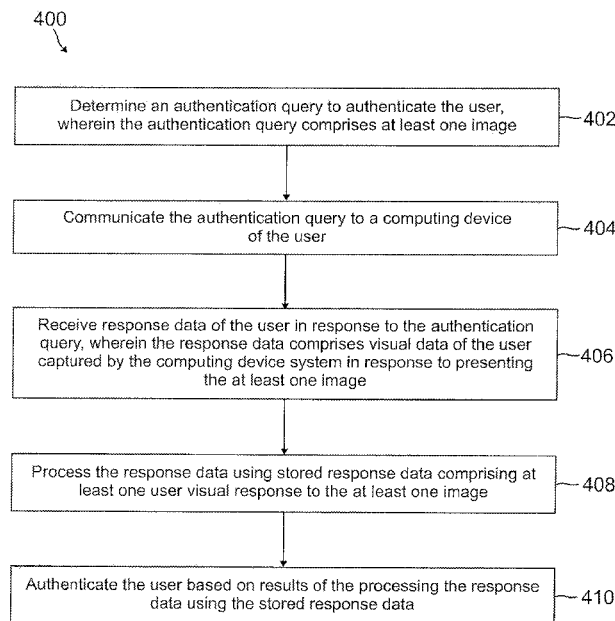 400
Determine an authentication query to authenticate the user,
wherein the authentication query comprises at least one image
402
Communicate the authentication query to a computing device
of the user
404
Receive response data of the user in response to the authentication
query, wherein the response data comprises visual data of the user
captured by the computing device system in response to presenting
the at least one image
406
Process the response data using stored response data comprising at
least one user visual response to the at least one image
408
Authenticate the user based on results of the processing the response
data using the stored response data
410